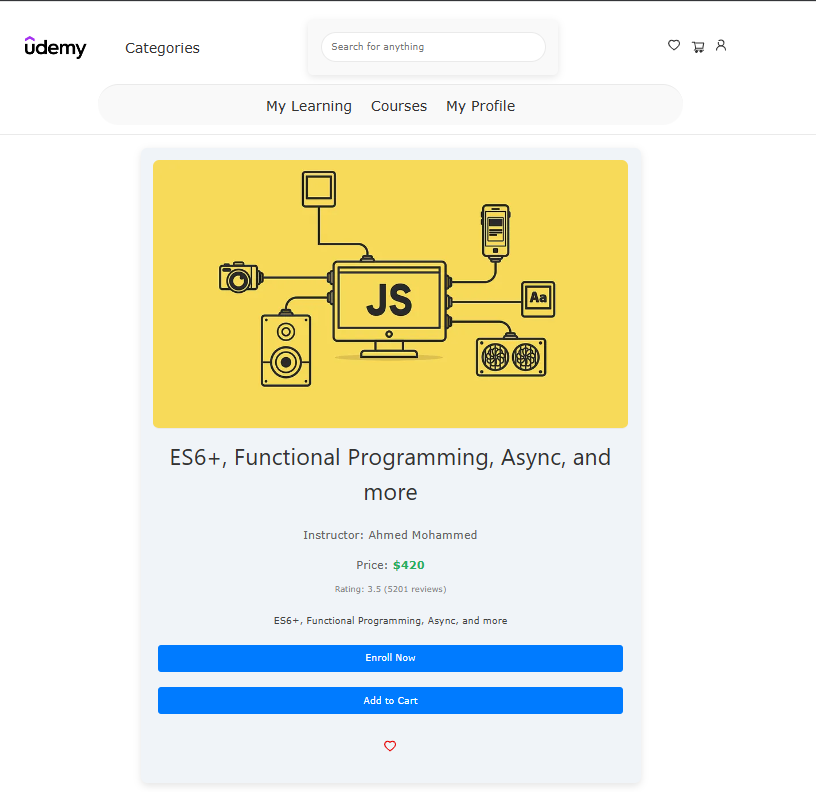 ûdemy
Categories
Search for anything
My Learning
Courses
My Profile
JS
Aa
ES6+, Functional Programming, Async, and
more
Instructor: Ahmed Mohammed
Price: $420
Rating: 3.5 (5201 reviews)
ES6+, Functional Programming, Async, and more
Enroll Now
Add to Cart